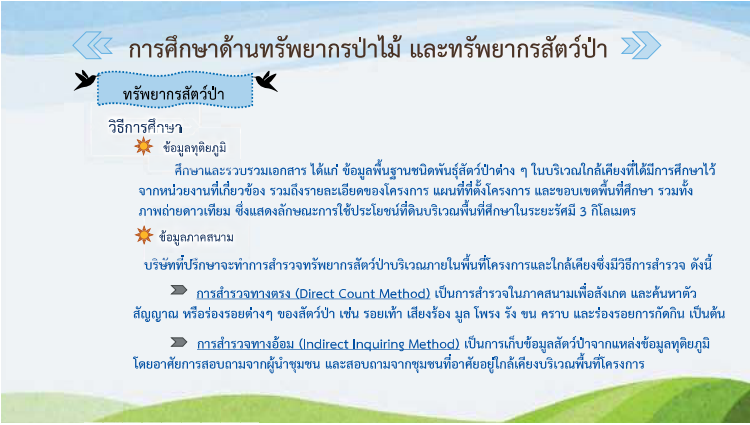 การศึกษาด้านทรัพยากรป่าไม้ และทรัพยากรสัตว์ป่า
ทรัพยากรสัตว์ป่า
วิธีการศึกษา
ข้อมูลทุติยภูมิ
ศึกษาและรวบรวมเอกสาร ได้แก่ ข้อมูลพื้นฐานชนิดพันธุ์สัตว์ป่าต่าง ๆ ในบริเวณใกล้เคียงที่ได้มีการศึกษาไว้
จากหน่วยงานที่เกี่ยวข้อง รวมถึงรายละเอียดของโครงการ แผนที่ที่ตั้งโครงการ และขอบเขตพื้นที่ศึกษา รวมทั้ง
ภาพถ่ายดาวเทียม ซึ่งแสดงลักษณะการใช้ประโยชน์ที่ดินบริเวณพื้นที่ศึกษาในระยะรัศมี 3 กิโลเมตร
ข้อมูลภาคสนาม
บริษัทที่ปรึกษาจะทำการสำรวจทรัพยากรสัตว์ป่าบริเวณภายในพื้นที่โครงการและใกล้เคียงซึ่งมีวิธีการสำรวจ ดังนี้
การสำรวจทางตรง (Direct Count Method) เป็นการสำรวจในภาคสนามเพื่อสังเกต และค้นหาตัว
สัญญาณ หรือร่องรอยต่างๆ ของสัตว์ป่า เช่น รอยเท้า เสียงร้อง มูล โพรง รัง ขน คราบ และร่องรอยการกัดกิน เป็นต้น
การสำรวจทางอ้อม (Indirect Inquiring Method) เป็นการเก็บข้อมูลสัตว์ป่าจากแหล่งข้อมูลทุติยภูมิ
โดยอาศัยการสอบถามจากผู้นำชุมชน และสอบถามจากชุมชนที่อาศัยอยู่ใกล้เคียงบริเวณพื้นที่โครงการ